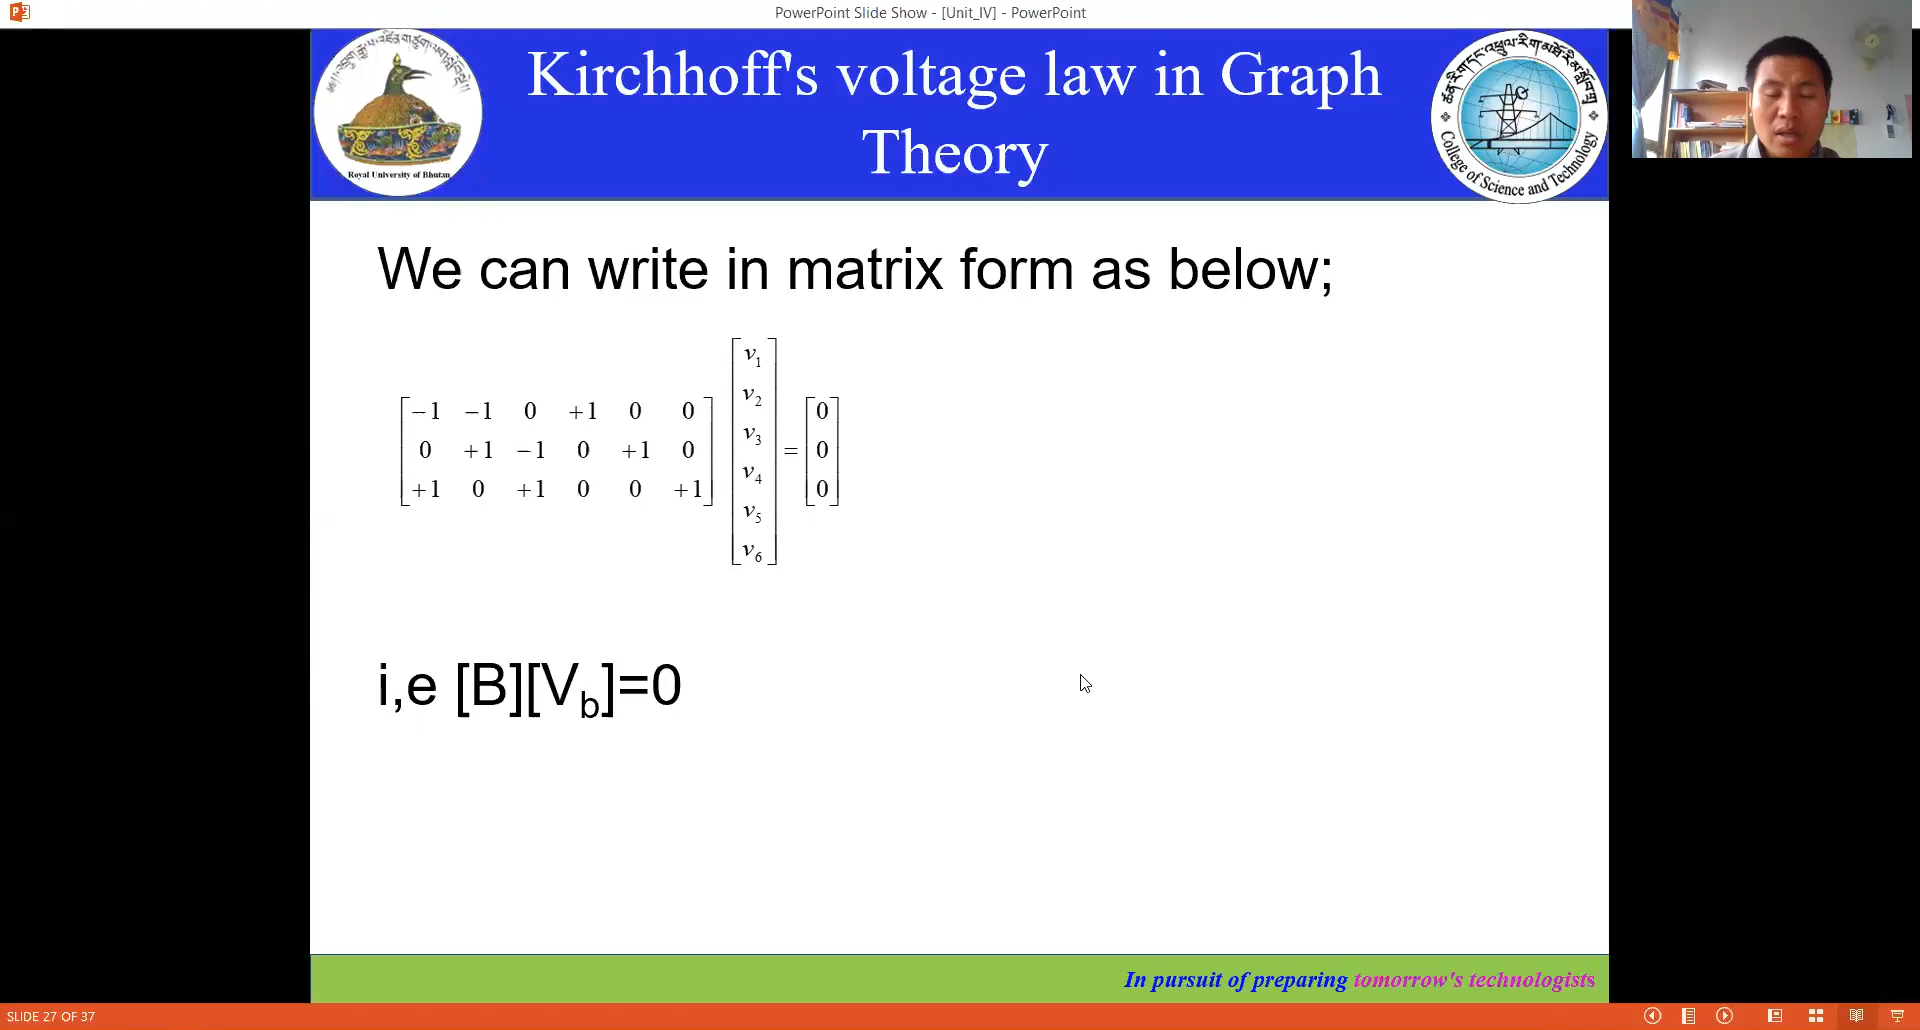 PowerPoint Slide Show - [Unit_IV] - PowerPoint
Kirchhoff's voltage law in Graph
Theory
Royal University of Bhutan
College of Science and Technology
We can write in matrix form as below;
−1 −1 0 +1 0 0
0 +1 −1 0 +1 0
+1 0 +1 0 0 +1
v1
v2
v3
v4
v5
v6
=
0
0
0
i,e [B][Vb]=0
In pursuit of preparing tomorrow's technologists
SLIDE 27 OF 37